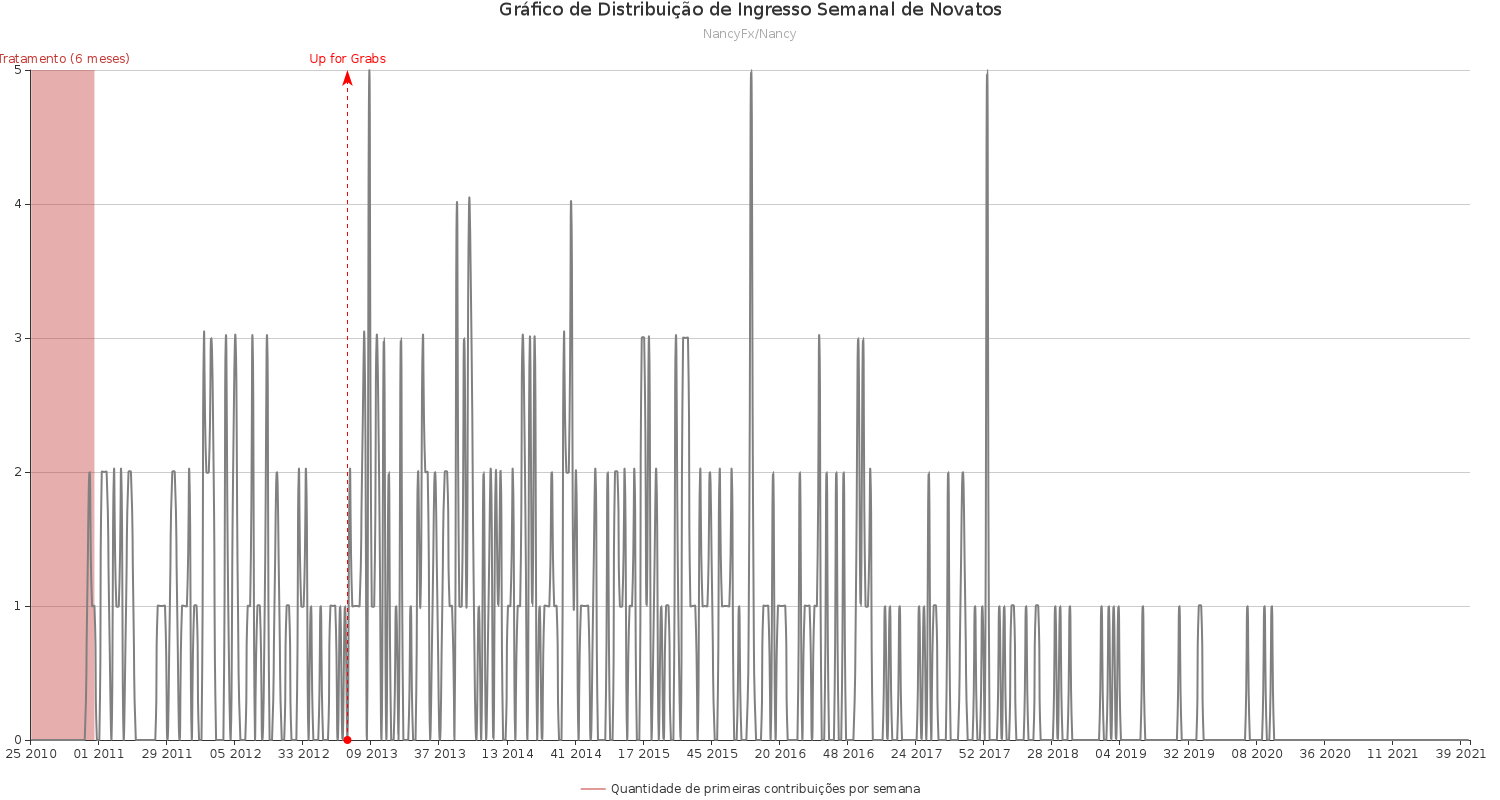 Gráfico de Distribuição de Ingresso Semanal de Novatos
NancyFx/Nancy
Tratamento (6 meses)
Up for Grabs
5
4
3
2
1
0
25 2010 01 2011 29 2011 05 2012 33 2012 09 2013 37 2013 13 2014 41 2014 17 2015 45 2015 20 2016 48 2016 24 2017 52 2017 28 2018 04 2019 32 2019 08 2020 36 2020 11 2021 39 2021
Quantidade de primeiras contribuições por semana